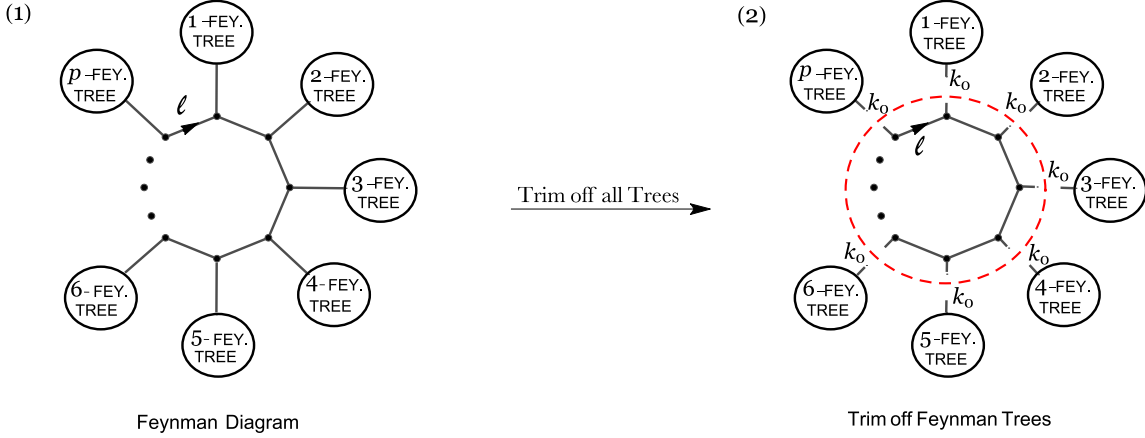 (1)
1-FEY.
TREE
2-FEY.
TREE
3-FEY.
TREE
4-FEY.
TREE
5-FEY.
TREE
6-FEY.
TREE
p-FEY.
TREE
ℓ
Feynman Diagram
Trim off all Trees
(2)
1-FEY.
TREE
k₀
2-FEY.
TREE
k₀
3-FEY.
TREE
k₀
4-FEY.
TREE
k₀
5-FEY.
TREE
k₀
6-FEY.
TREE
k₀
p-FEY.
TREE
k₀
ℓ
Trim off Feynman Trees